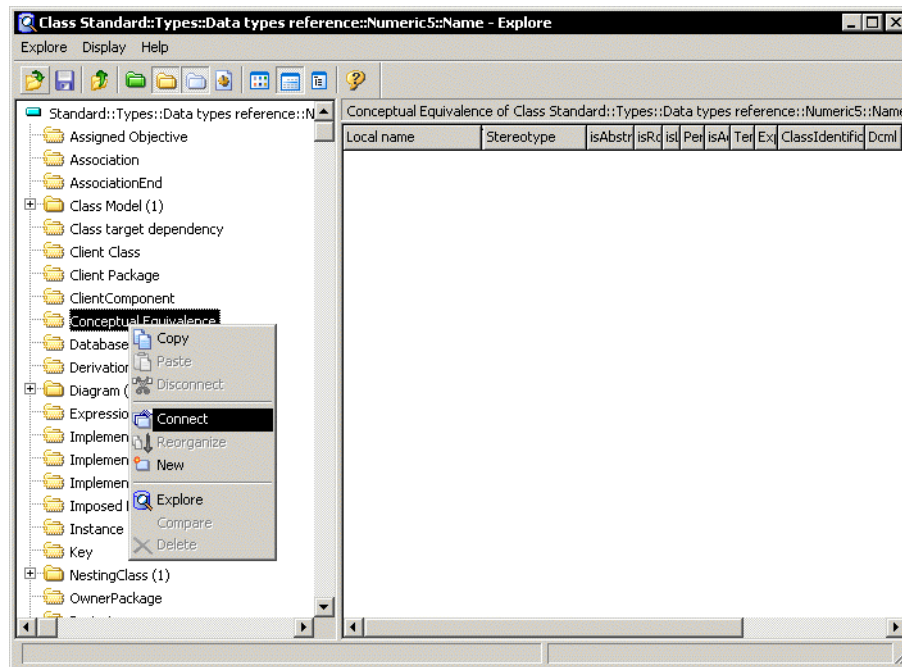 Class Standard::Types::Data types reference::Numeric5::Name - Explore
Explore Display Help
Standard::Types::Data types reference::N
Assigned Objective
Association
AssociationEnd
Class Model (1)
Class target dependency
Client Class
Client Package
ClientComponent
Conceptual Equivalence
Database
Derivation
Diagram (
Expressio
Implemen
Implemen
Implemen
Imposed
Instance
Key
NestingClass (1)
OwnerPackage
Copy
Paste
Disconnect
Connect
Reorganize
New
Explore
Compare
Delete
Conceptual Equivalence of Class Standard::Types::Data types reference::Numeric5::Name
Local name Stereotype isAbstr isRo isL Per isAc Ter Exp ClassIdentific Dcml